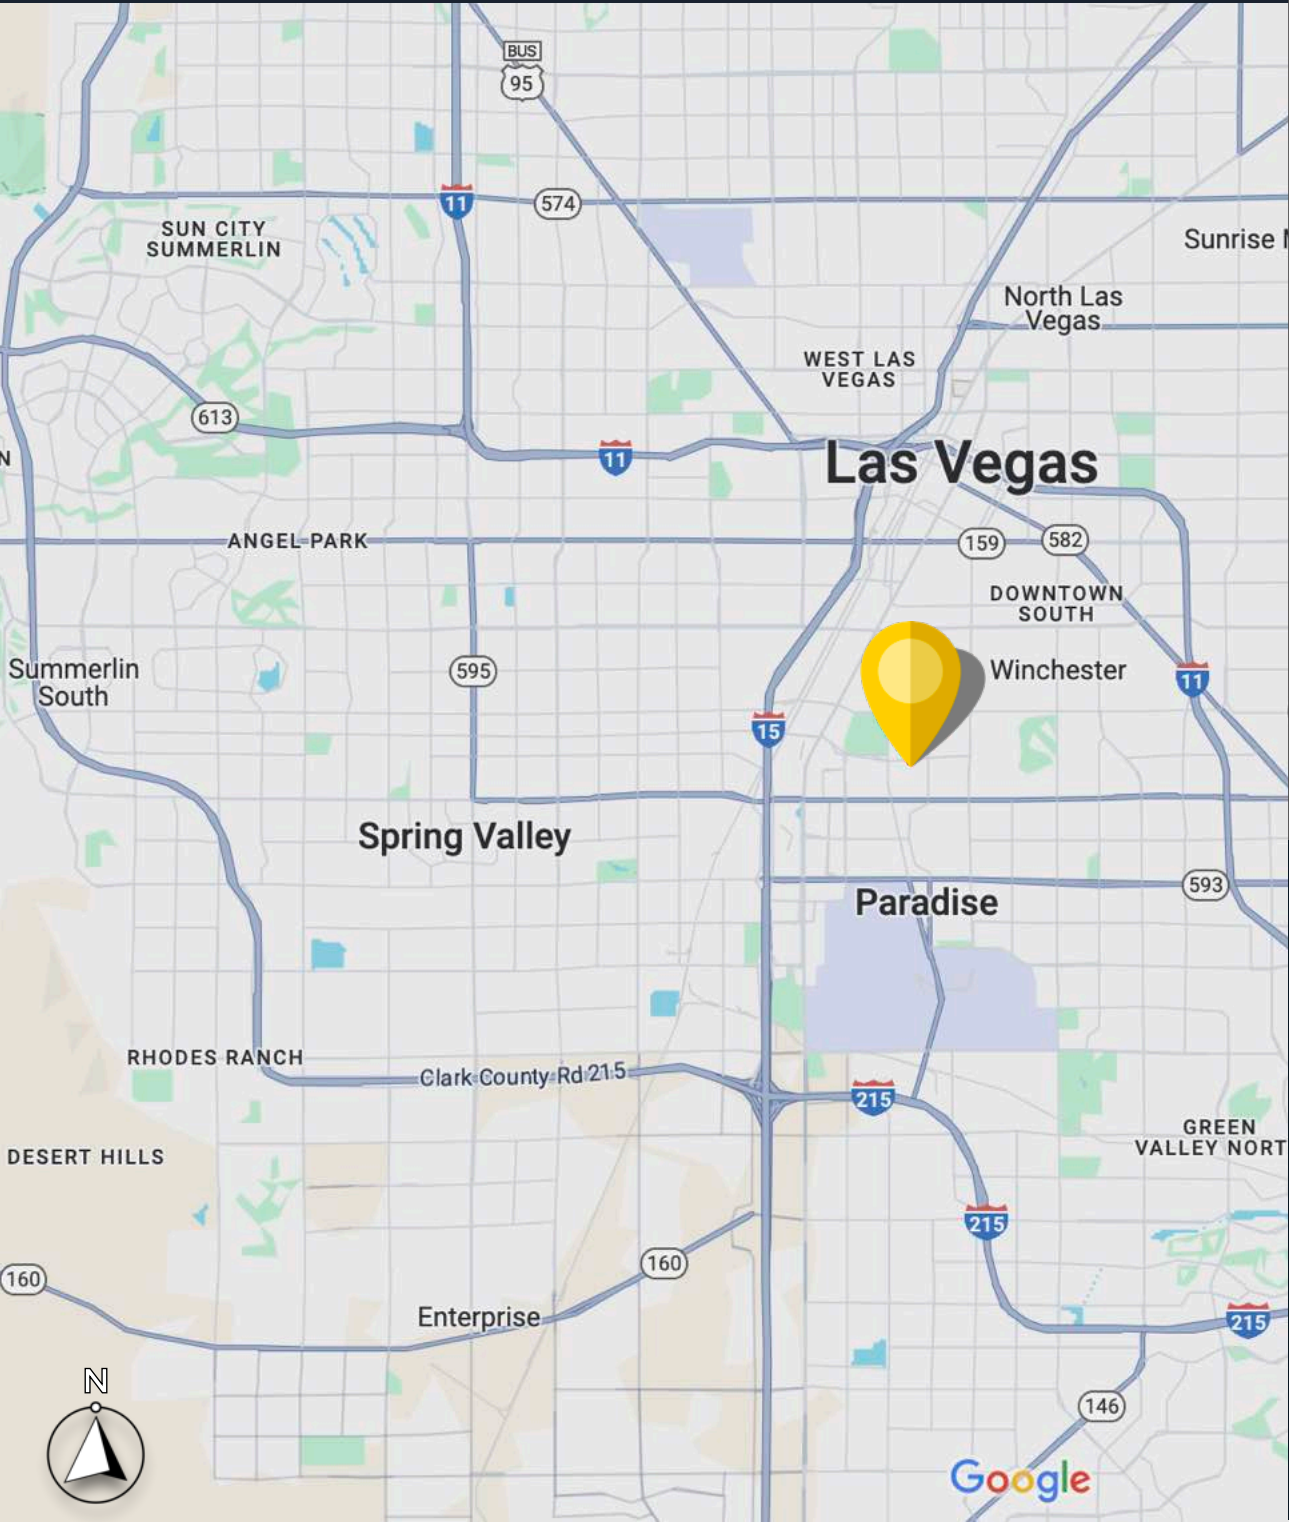 BUS
95
11
574
SUN CITY
SUMMERLIN
Sunrise M
North Las
Vegas
WEST LAS
VEGAS
613
N
11
Las Vegas
ANGEL PARK
159
582
DOWNTOWN
SOUTH
Summerlin
South
595
Winchester
11
15
Spring Valley
593
Paradise
RHODES RANCH
Clark County Rd 215
215
GREEN
VALLEY NORT
DESERT HILLS
215
160
160
Enterprise
215
N
146
Google